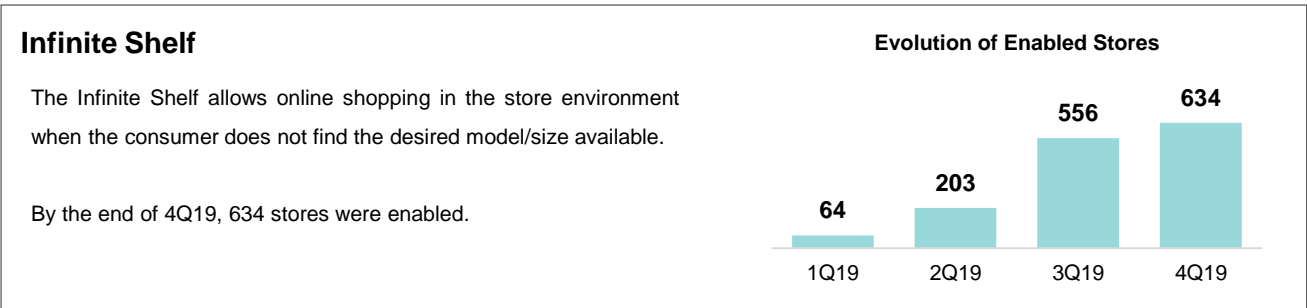 Infinite Shelf
The Infinite Shelf allows online shopping in the store environment
when the consumer does not find the desired model/size available.
By the end of 4Q19, 634 stores were enabled.
Evolution of Enabled Stores
64
203
556
634
1Q19
2Q19
3Q19
4Q19